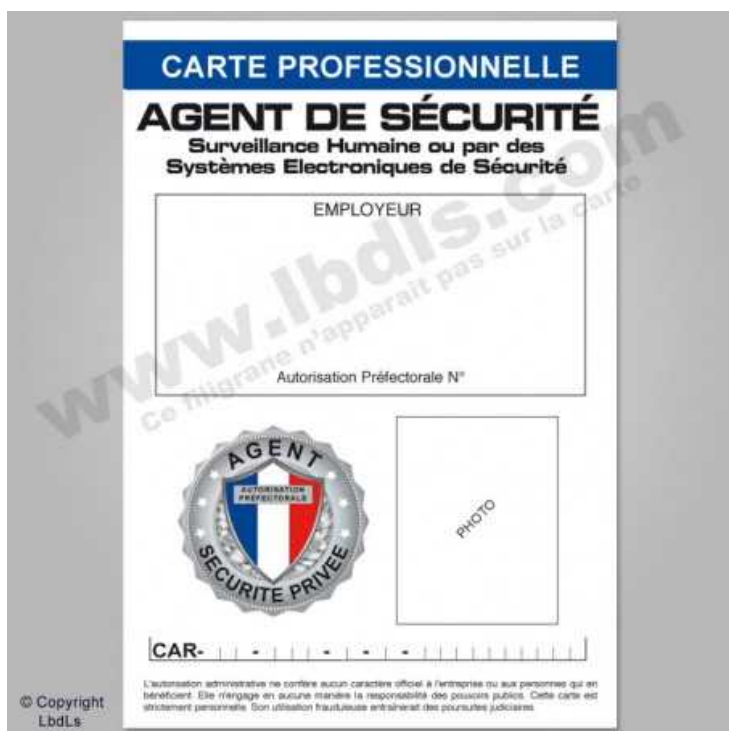 CARTE PROFESSIONNELLE
AGENT DE SÉCURITÉ
Surveillance Humaine ou par des
Systèmes Electroniques de Sécurité
EMPLOYEUR
www.lbdls.com
Ce filigrane n'apparaît pas sur la carte
Autorisation Préfectorale N°
AGENT
AUTORISATION
PREFECTORALE
SECURITE PRIVEE
PHOTO
CAR- - - - -
L'autorisation administrative ne confère aucun caractère officiel à l'entreprise ou aux personnes qui en
bénéficient. Elle n'engage en aucune manière la responsabilité des pouvoirs publics. Cette carte est
strictement personnelle. Son utilisation frauduleuse entraînerait des poursuites judiciaires.
© Copyright
LbdLs